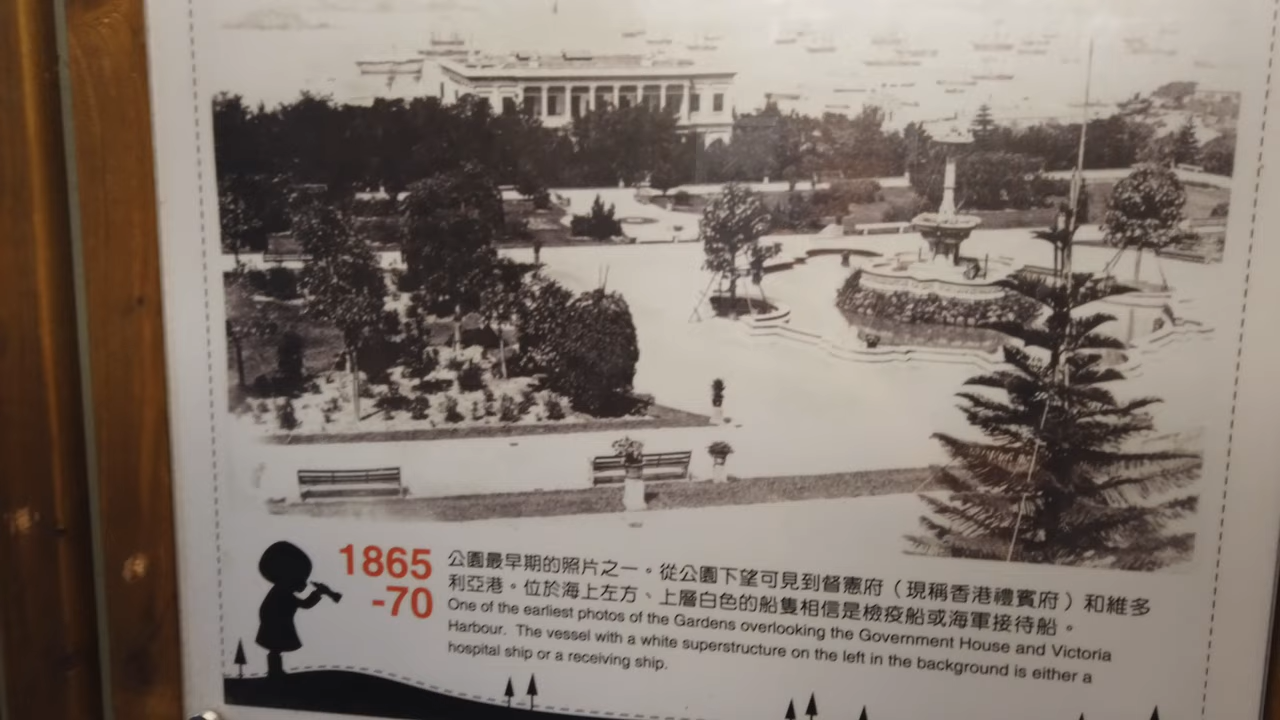 1865
-70
公園最早期的照片之一。從公園下望可見到督憲府（現稱香港禮賓府）和維多
利亞港。位於海上左方、上層白色的船隻相信是檢疫船或海軍接待船。
One of the earliest photos of the Gardens overlooking the Government House and Victoria
Harbour. The vessel with a white superstructure on the left in the background is either a
hospital ship or a receiving ship.